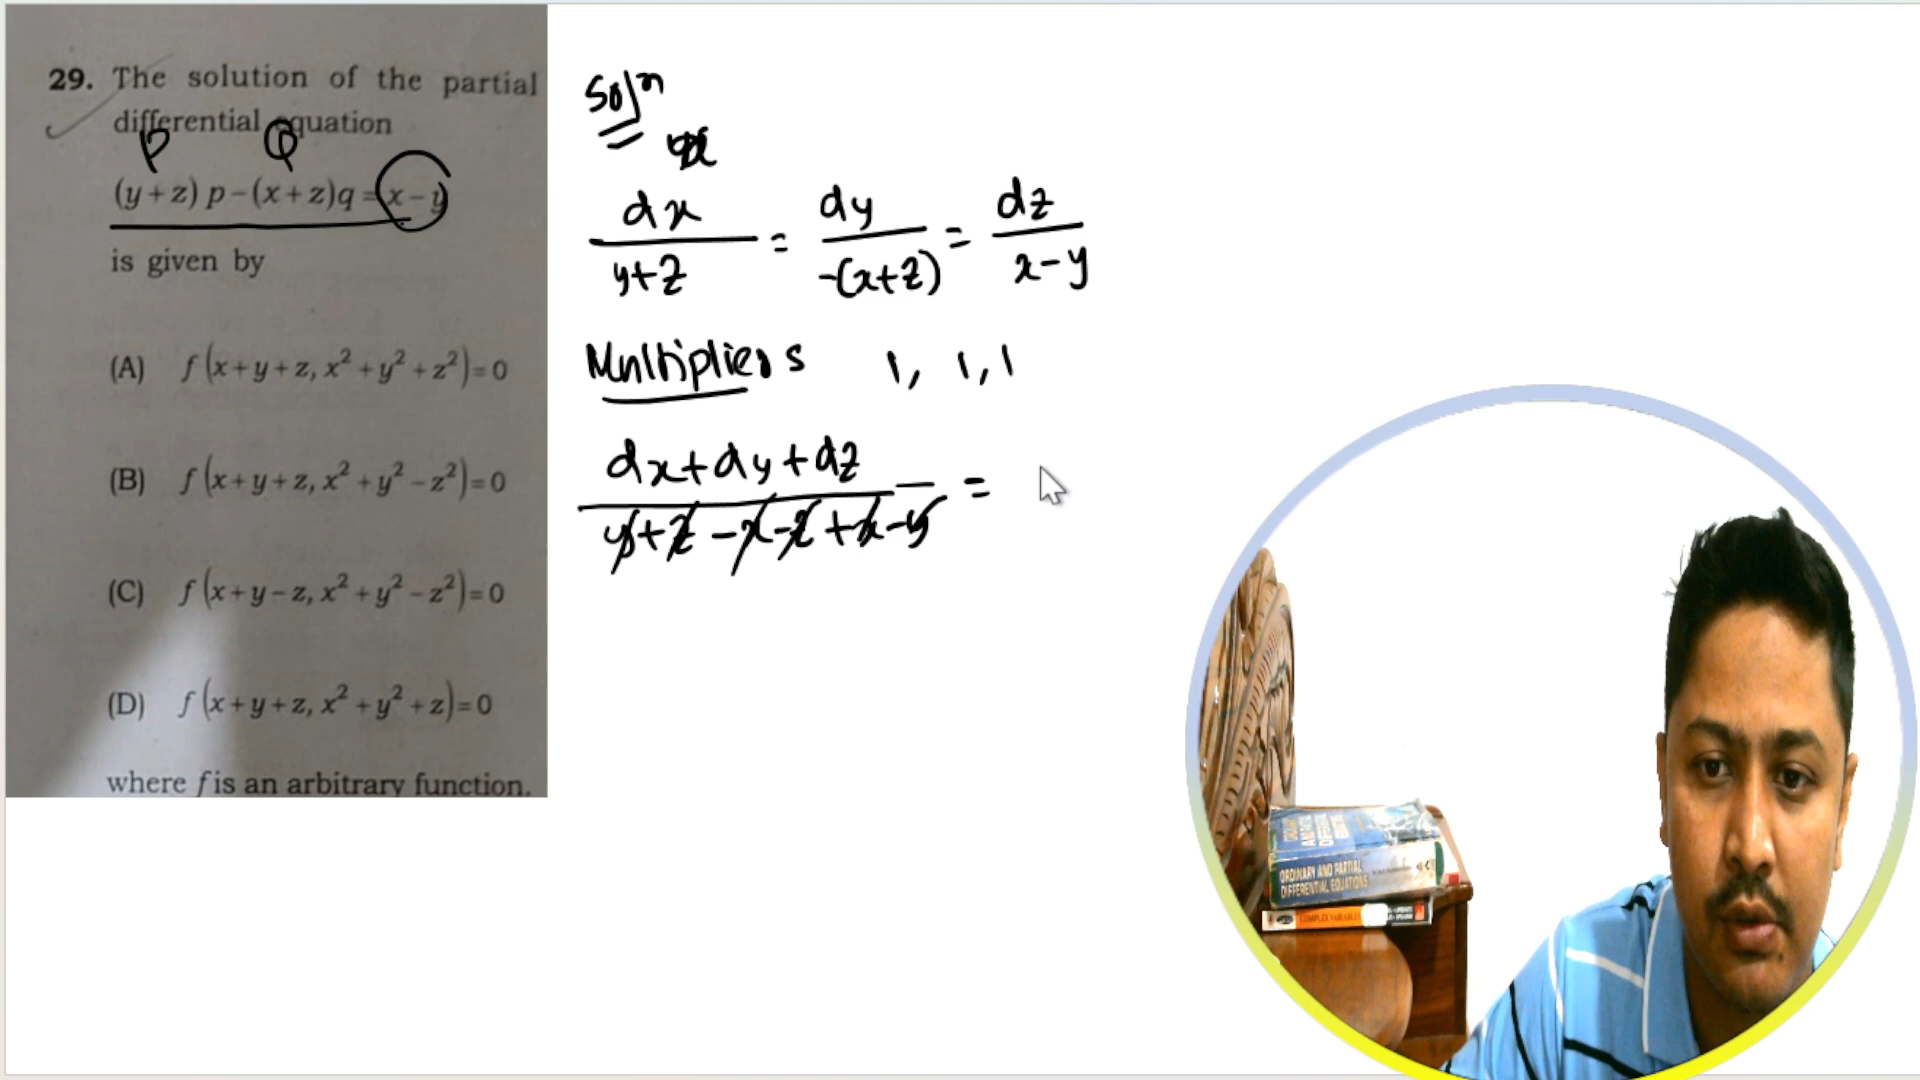 29. The solution of the partial
differential equation
P Q
(y + z) p – (x + z)q = x – y
is given by
(A) f(x + y + z, x² + y² + z²) = 0
(B) f(x + y + z, x² + y² – z²) = 0
(C) f(x + y – z, x² + y² – z²) = 0
(D) f(x + y + z, x² + y² + z) = 0
where f is an arbitrary function.
Solⁿ
dx/y+z = dy/-(x+z) = dz/x-y
Multipliers 1, 1, 1
dx+dy+dz/y+z-x-z+x-y =
ORDINARY AND PARTIAL
DIFFERENTIAL EQUATIONS
COMPLEX VARIABLES